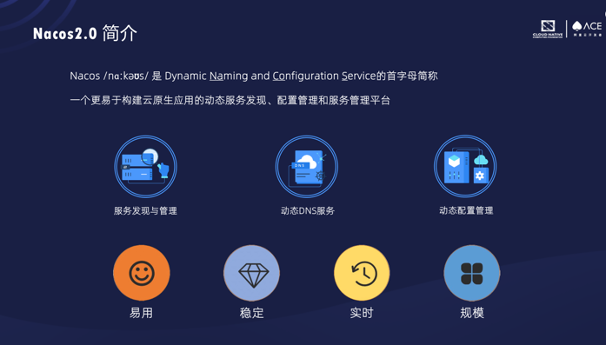 Nacos2.0 简介
CLOUD NATIVE
ACE
Nacos /nɑ:kəʊs/ 是 Dynamic Naming and Configuration Service的首字母简称
一个更易于构建云原生应用的动态服务发现、配置管理和服务管理平台
DNS
服务发现与管理
动态DNS服务
动态配置管理
易用
稳定
实时
规模